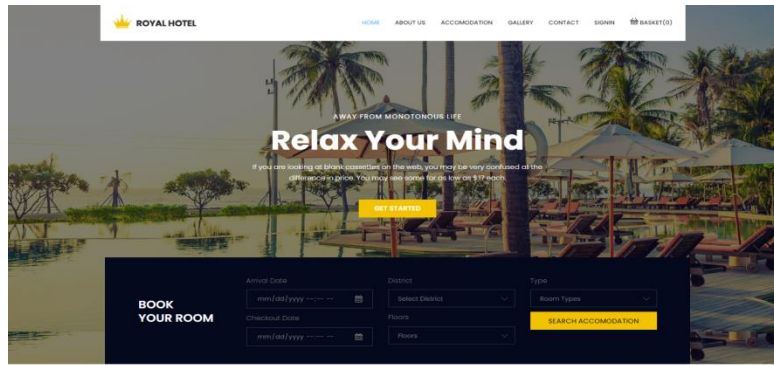 ROYAL HOTEL
HOME ABOUT US ACCOMODATION GALLERY CONTACT SIGNIN BASKET(0)
AWAY FROM MONOTONOUS LIFE
Relax Your Mind
If you are looking at blank cassettes on the web, you may be very confused at the
difference in price. You may see some for as low as $.17 each.
GET STARTED
BOOK
YOUR ROOM
Arrival Date
mm/dd/yyyy --:-- --
Checkout Date
mm/dd/yyyy --:-- --
District
Select District
Floors
Floors
Type
Room Types
SEARCH ACCOMODATION